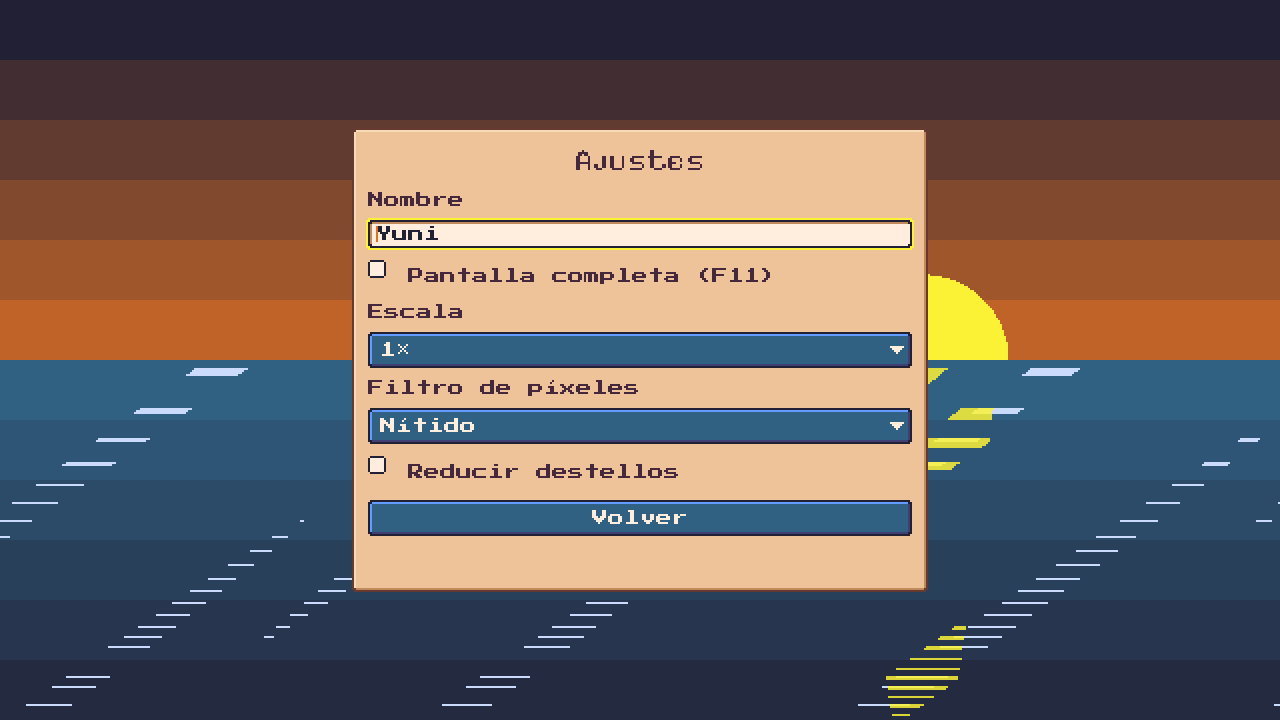 Ajustes
Nombre
Yuni
Pantalla completa (F11)
Escala
1×
Filtro de píxeles
Nítido
Reducir destellos
Volver